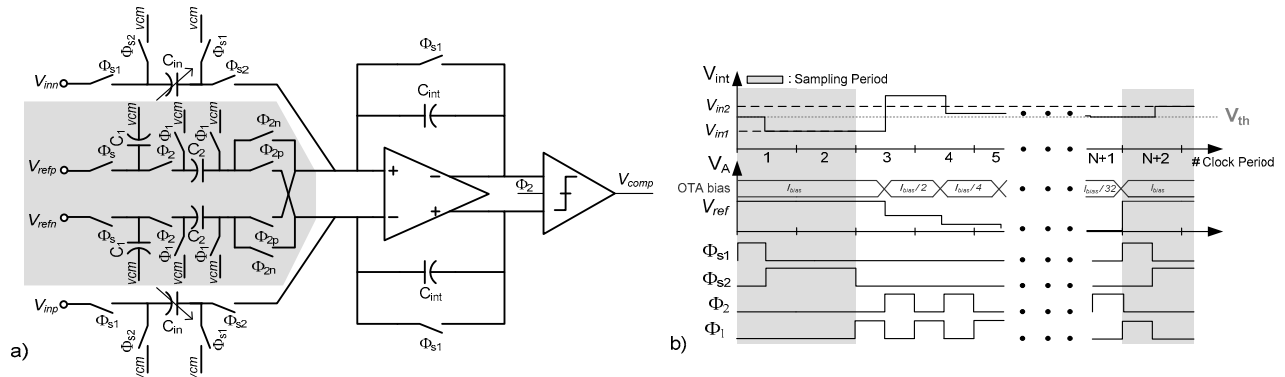 vcm
vcm
Φs2
Φs1
Cin
Vinn
Φs1
Φs2
Φs1
Cint
vcm
vcm
vcm
C1
Φ1
Φ1
Φ2n
Vrefp
Φs
Φ2
C2
Φ2p
Vrefn
Φs
Φ2
C2
Φ2p
C1
Φ1
Φ1
Φ2n
vcm
vcm
vcm
Vinp
Φs1
Φs2
Cin
Φs2
Φs1
vcm
vcm
+
−
−
+
Φ2
Vcomp
Cint
Φs1
a)
Vint
: Sampling Period
Vin2
Vth
Vin1
1 2 3 4 5 N+1 N+2
# Clock Period
VA
OTA bias
Ibias Ibias/2 Ibias/4 Ibias/32 Ibias
Vref
Φs1
Φs2
Φ2
Φ1
b)